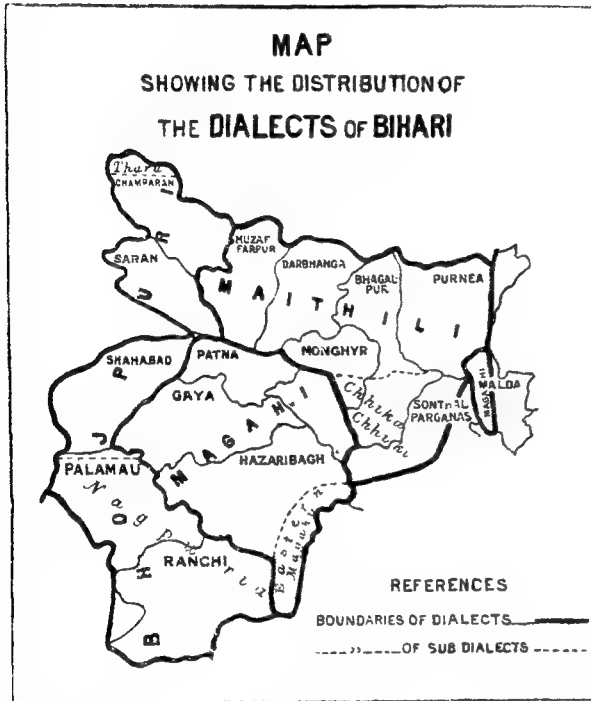 MAP
SHOWING THE DISTRIBUTION OF
THE DIALECTS OF BIHARI
Tharu
CHAMPARAN
SARAN
MUZAF
FARPUR
DARBHANGA
BHAGAL
PUR
PURNEA
MAITHILI
SHAHABAD
PATNA
MONGHYR
GAYA
MAGAHI
Chhika
Chhiki
SONTHAL
PARGANAS
MAGAHI
MALDA
HAZARIBAGH
PALAMAU
Nagpuria
RANCHI
Eastern
Magahi
BHOJPURI
REFERENCES
BOUNDARIES OF DIALECTS
" OF SUB DIALECTS